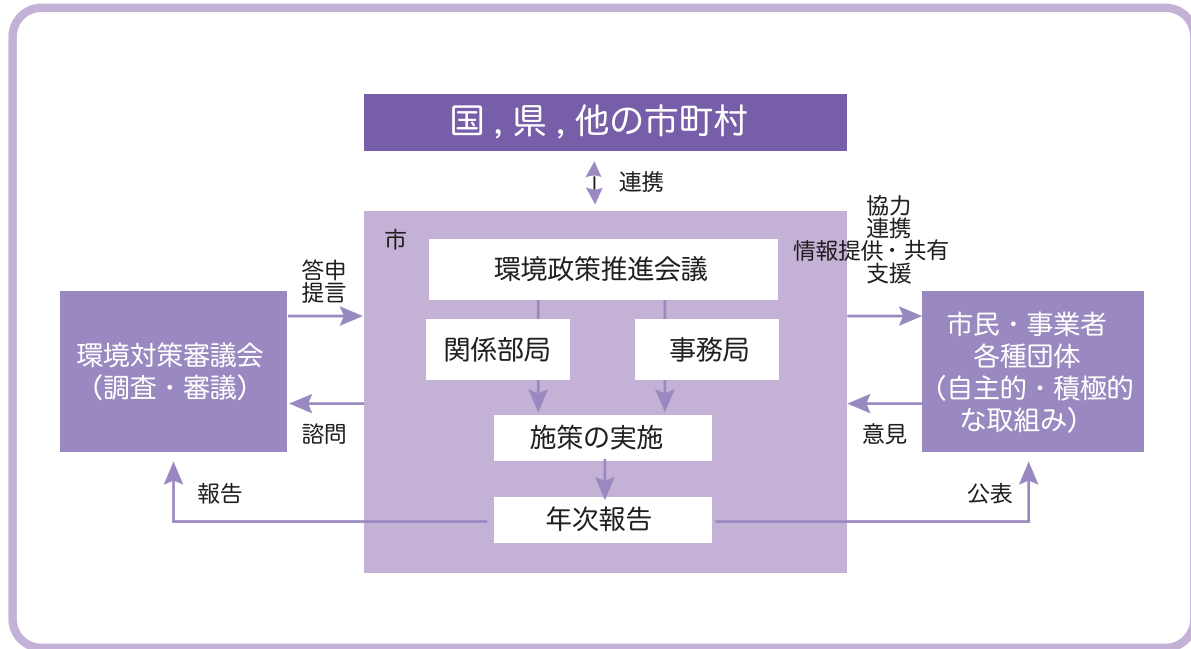 国 , 県 , 他の市町村
連携
協力
連携
情報提供・共有
支援
市
環境政策推進会議
答申
提言
関係部局
事務局
環境対策審議会
（調査・審議）
市民・事業者
各種団体
（自主的・積極的
な取組み）
諮問
施策の実施
意見
報告
年次報告
公表